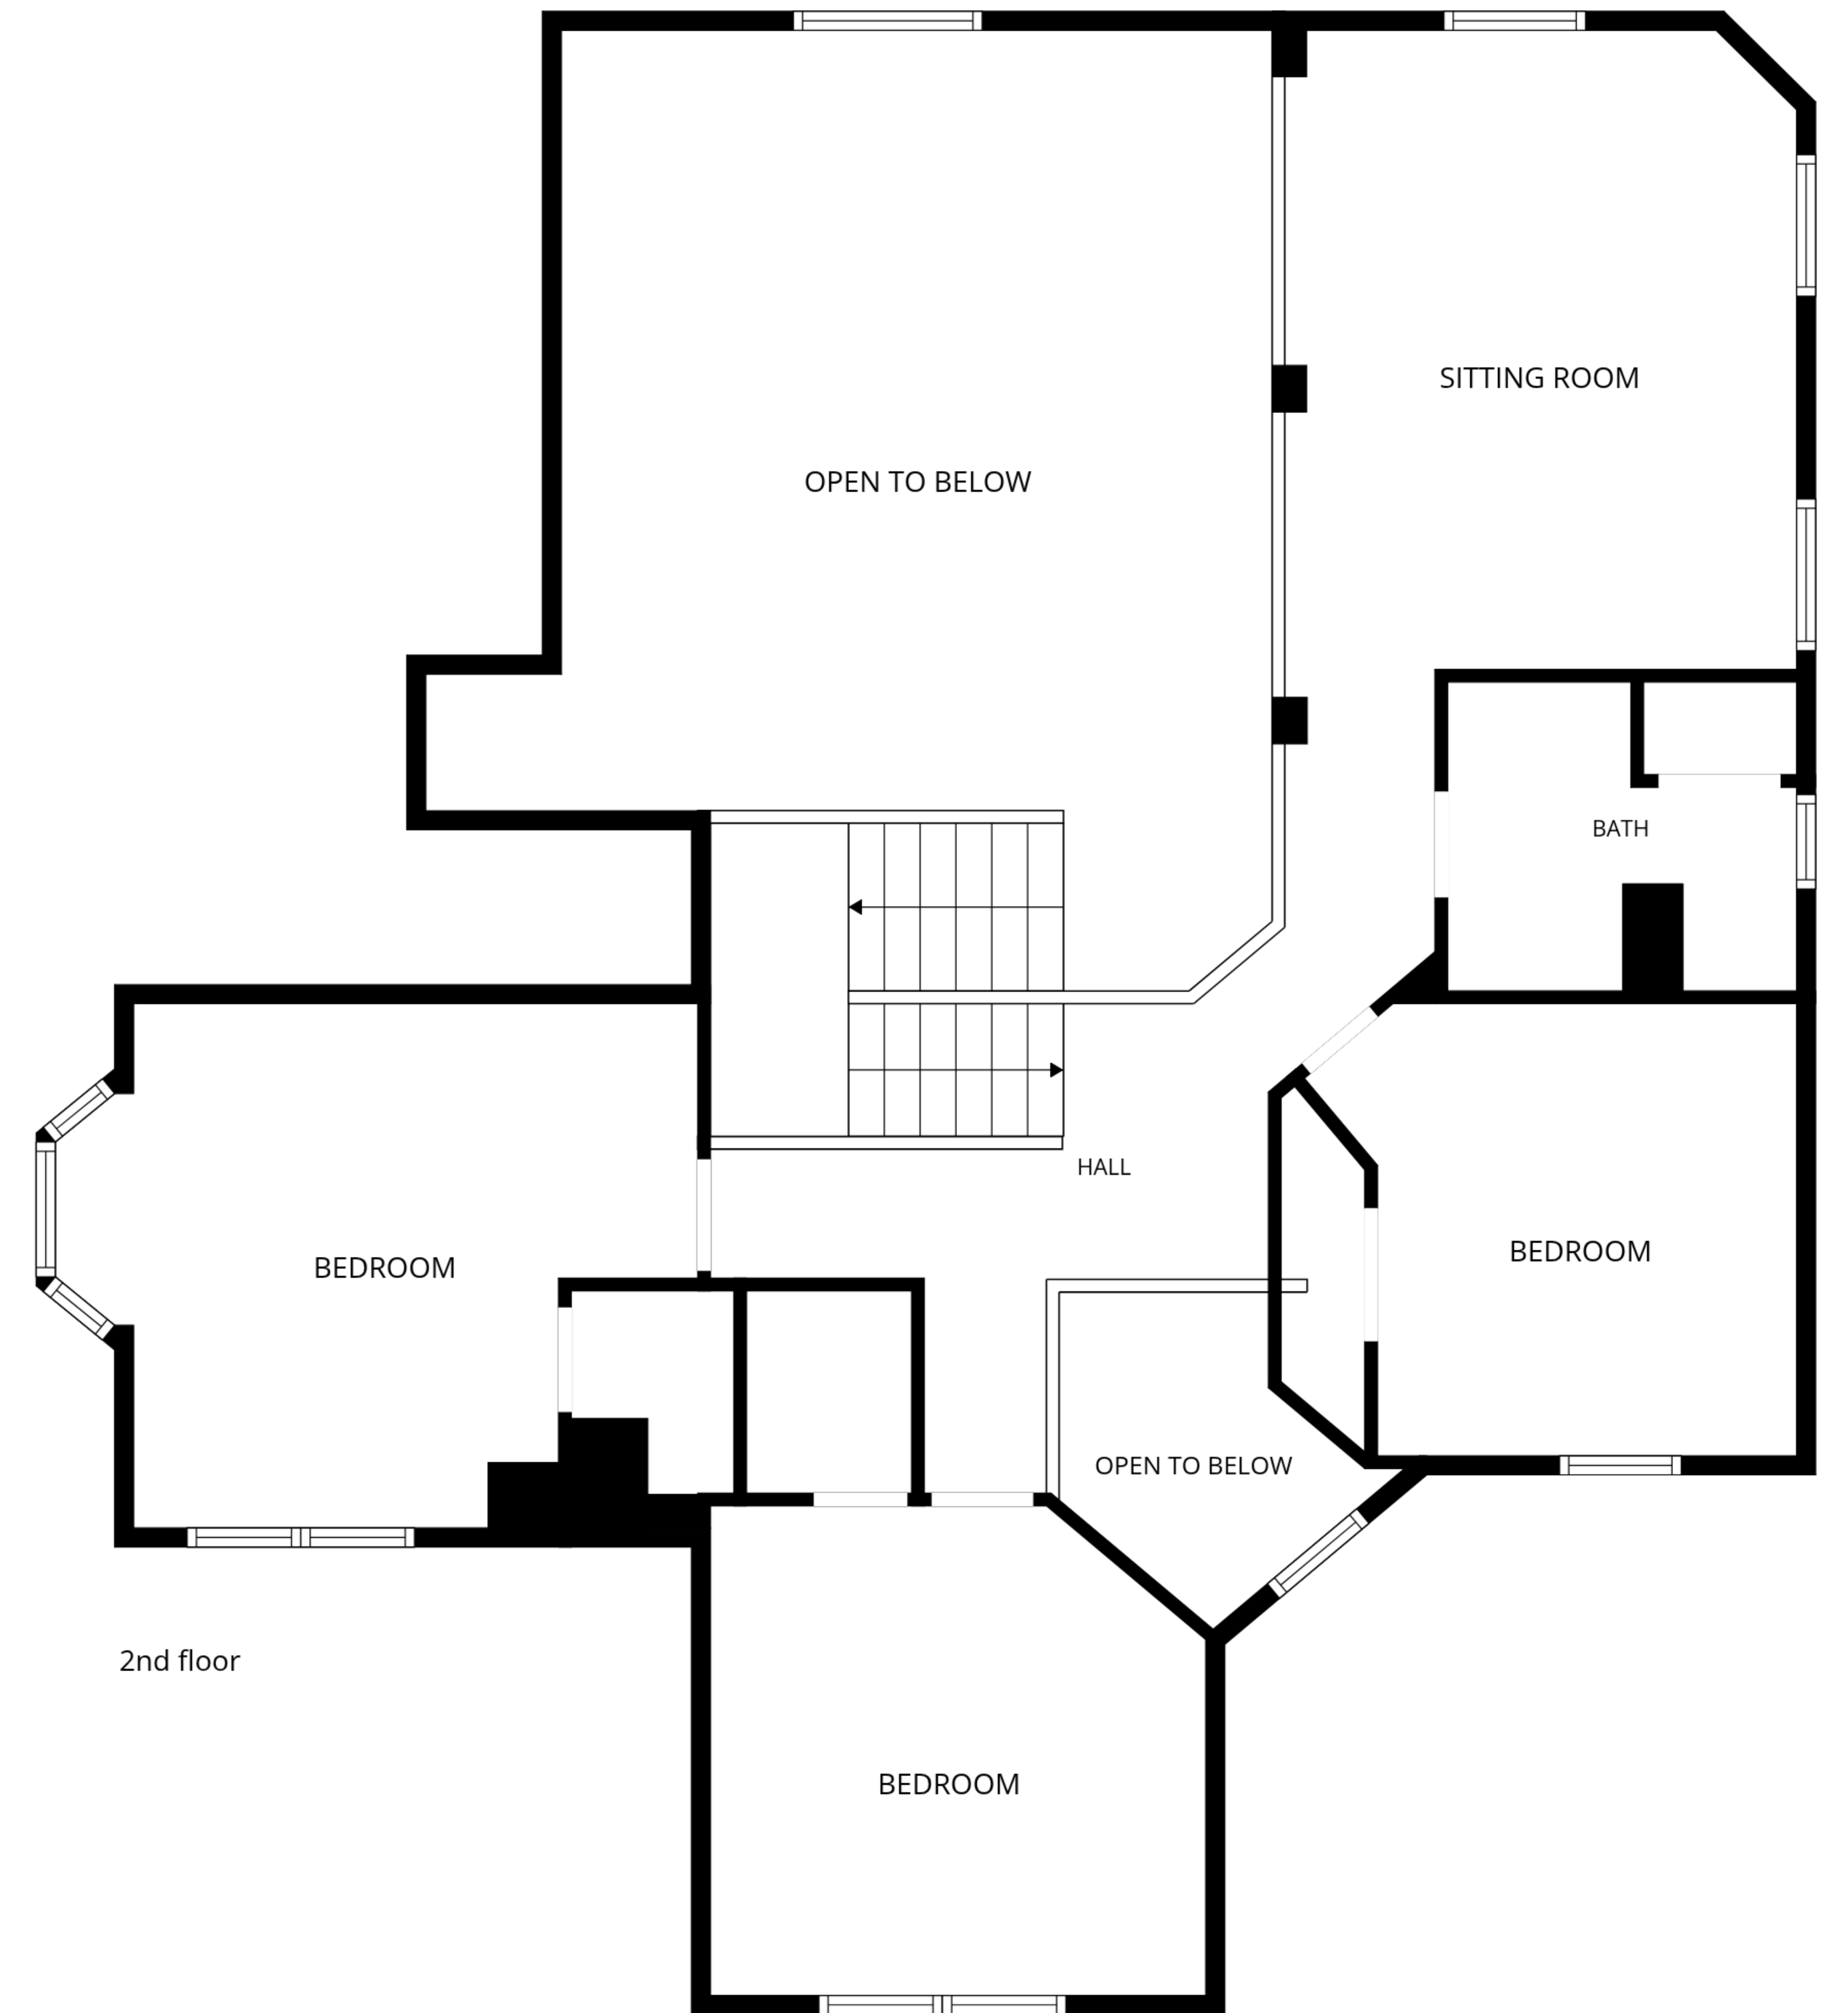 SITTING ROOM
OPEN TO BELOW
BATH
HALL
BEDROOM
BEDROOM
OPEN TO BELOW
2nd floor
BEDROOM